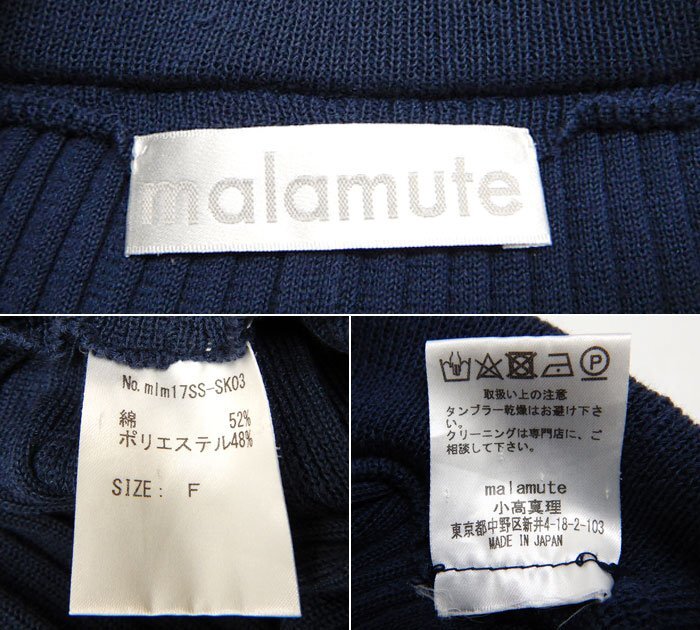 malamute
No. mlm17SS-SK03
綿 52%
ポリエステル48%
SIZE: F
P
取扱い上の注意
タンブラー乾燥はお避け下さ
い。
クリーニングは専門店に、ご
相談して下さい。
malamute
小高真理
東京都中野区新井4-18-2-103
MADE IN JAPAN